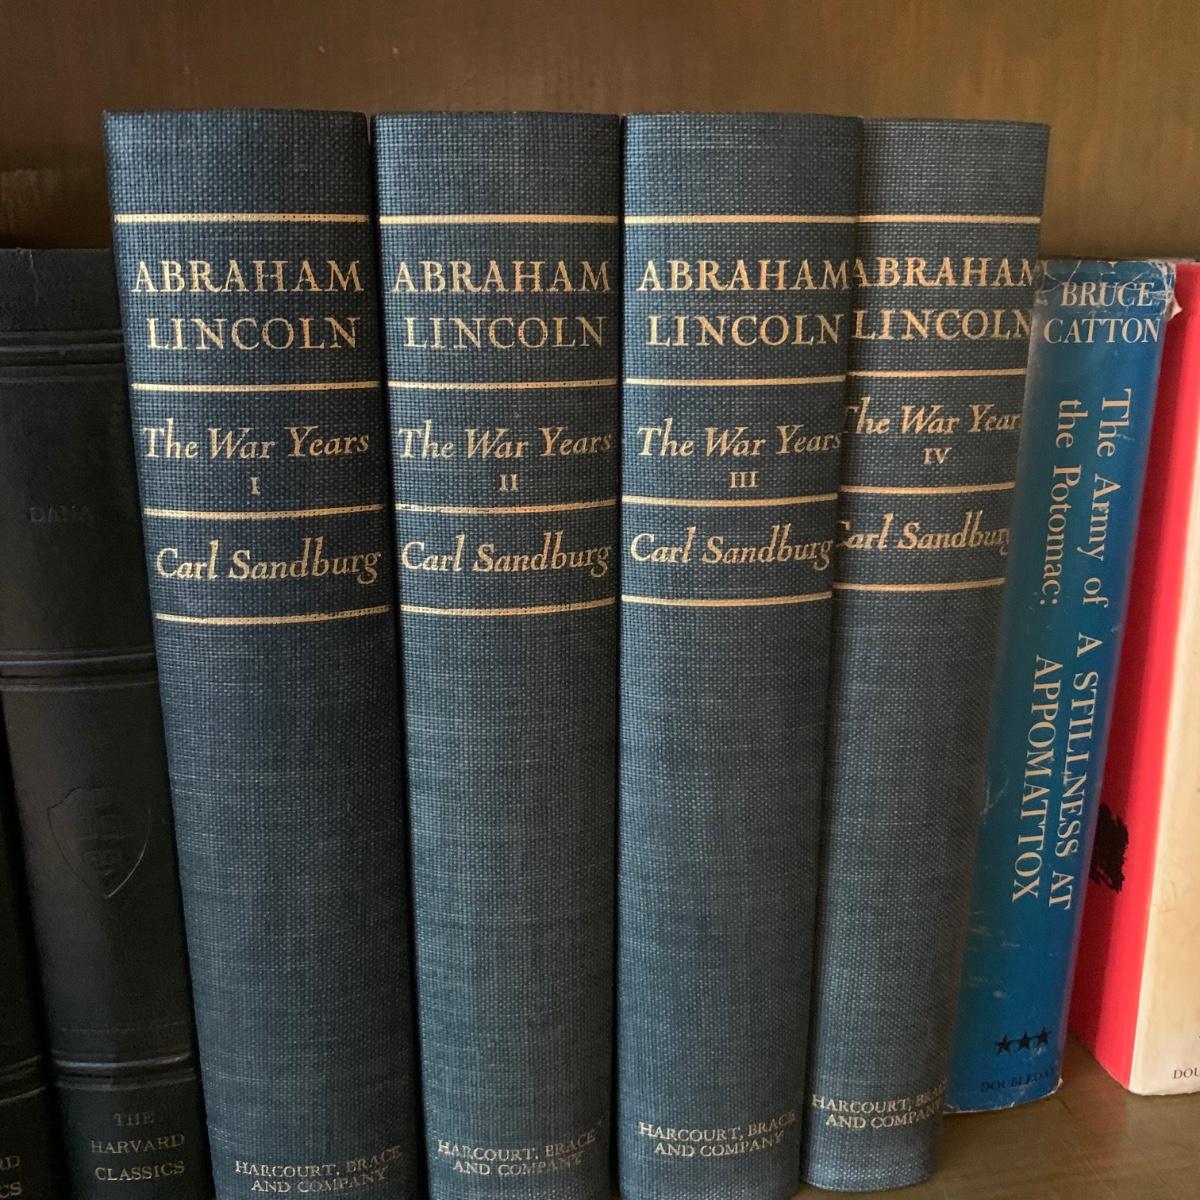 DANA
THE
HARVARD
CLASSICS
ABRAHAM
LINCOLN
The War Years
I
Carl Sandburg
HARCOURT, BRACE
AND COMPANY
ABRAHAM
LINCOLN
The War Years
II
Carl Sandburg
HARCOURT, BRACE
AND COMPANY
ABRAHAM
LINCOLN
The War Years
III
Carl Sandburg
HARCOURT, BRACE
AND COMPANY
ABRAHAM
LINCOLN
The War Year
IV
Carl Sandburg
HARCOURT, BRACE
AND COMPANY
BRUCE
CATTON
The Army of
the Potomac:
A STILLNESS AT
APPOMATTOX
DOUBLEDAY